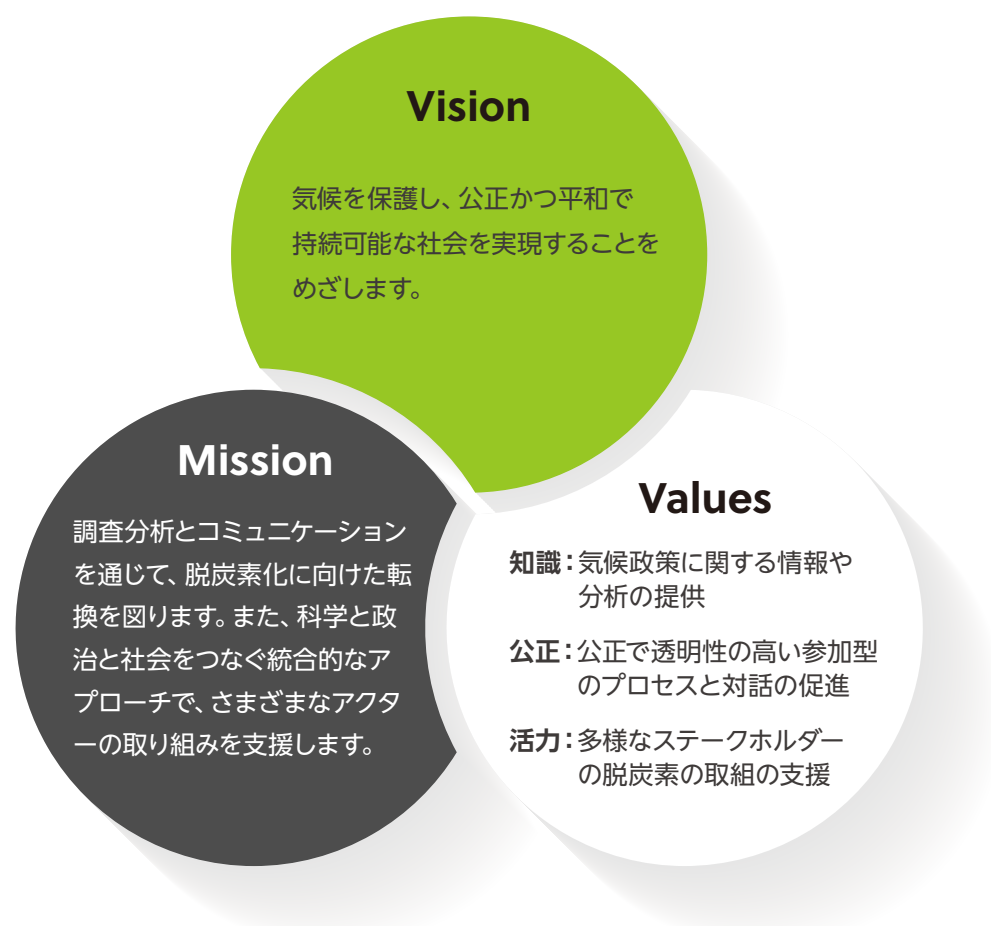 Vision
気候を保護し、公正かつ平和で
持続可能な社会を実現することを
めざします。
Mission
調査分析とコミュニケーション
を通じて、脱炭素化に向けた転
換を図ります。また、科学と政
治と社会をつなぐ統合的なア
プローチで、さまざまなアクタ
ーの取り組みを支援します。
Values
知識：気候政策に関する情報や
分析の提供
公正：公正で透明性の高い参加型
のプロセスと対話の促進
活力：多様なステークホルダー
の脱炭素の取組の支援